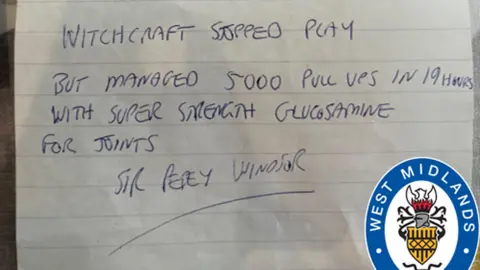 WITCHCRAFT STOPPED PLAY
BUT MANAGED 5000 PULL UPS IN 19 HOURS
WITH SUPER STRENGTH GLUCOSAMINE
FOR JOINTS
SIR PERCY WINDSOR
WEST MIDLANDS